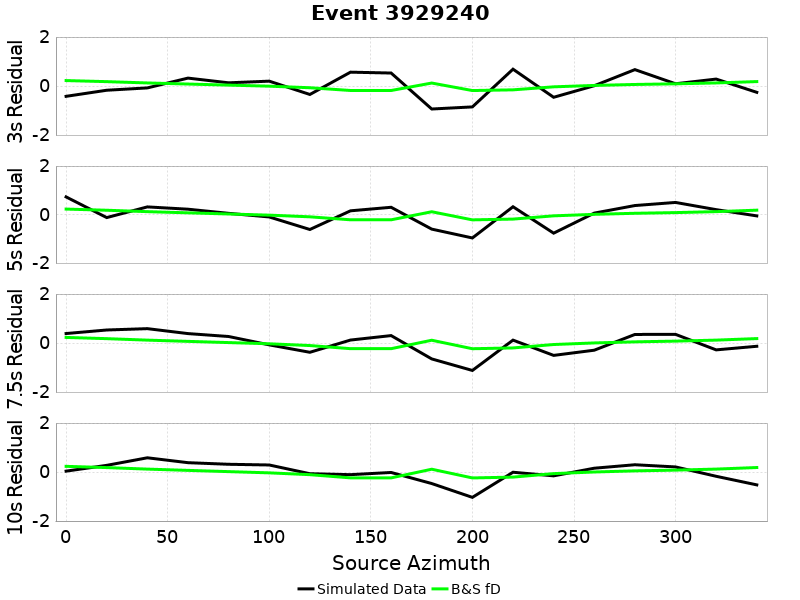 Event 3929240
3s Residual
2
0
-2
5s Residual
2
0
-2
7.5s Residual
2
0
-2
10s Residual
2
0
-2
0 50 100 150 200 250 300
Source Azimuth
Simulated Data B&S fD